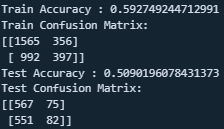 Train Accuracy : 0.592749244712991
Train Confusion Matrix:
[[1565  356]
 [ 992  397]]
Test Accuracy : 0.5090196078431373
Test Confusion Matrix:
[[567  75]
 [551  82]]